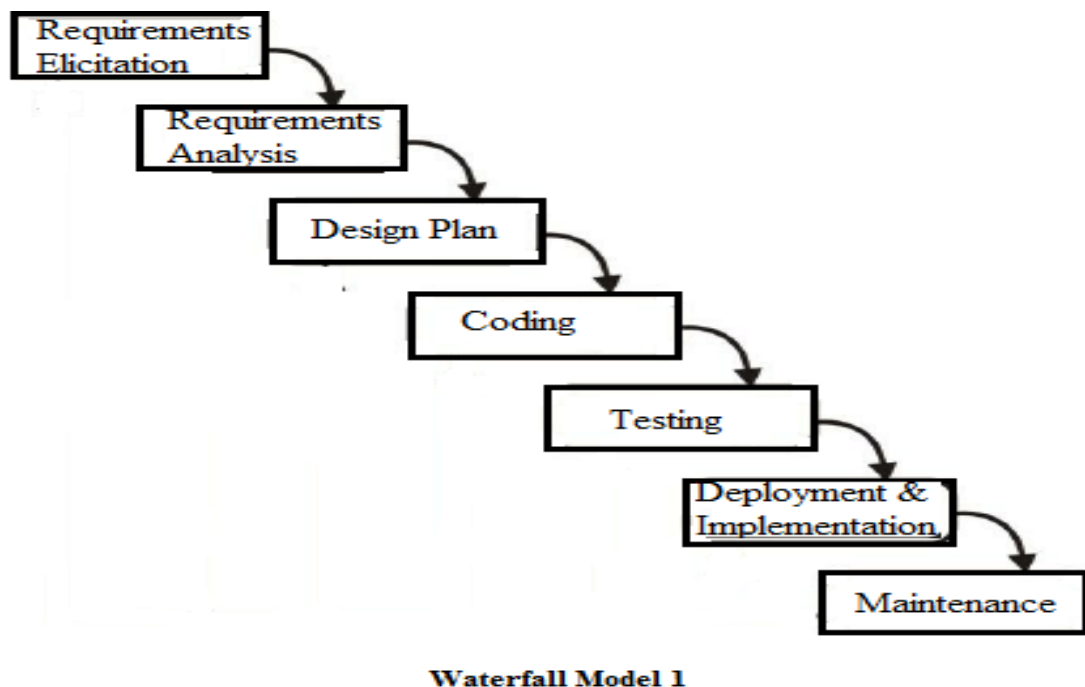 Requirements
Elicitation
Requirements
Analysis
Design Plan
Coding
Testing
Deployment &
Implementation
Maintenance
Waterfall Model 1